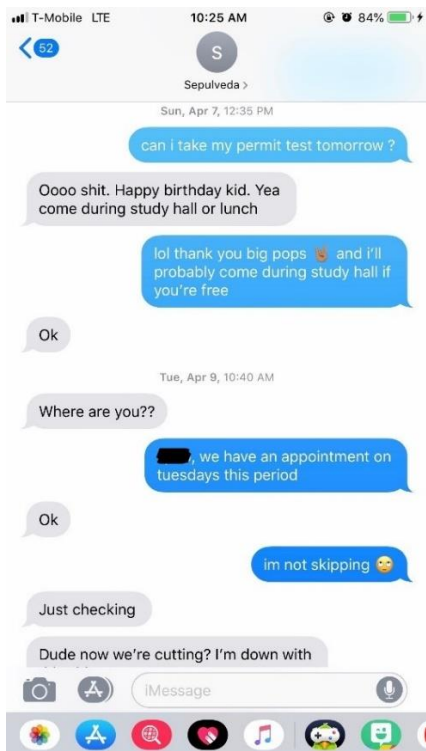 T-Mobile LTE 10:25 AM 84%
52
S
Sepulveda >
Sun, Apr 7, 12:35 PM
can i take my permit test tomorrow ?
Oooo shit. Happy birthday kid. Yea
come during study hall or lunch
lol thank you big pops 🤘🏽 and i'll
probably come during study hall if
you're free
Ok
Tue, Apr 9, 10:40 AM
Where are you??
, we have an appointment on
tuesdays this period
Ok
im not skipping 🙄
Just checking
Dude now we're cutting? I'm down with
iMessage